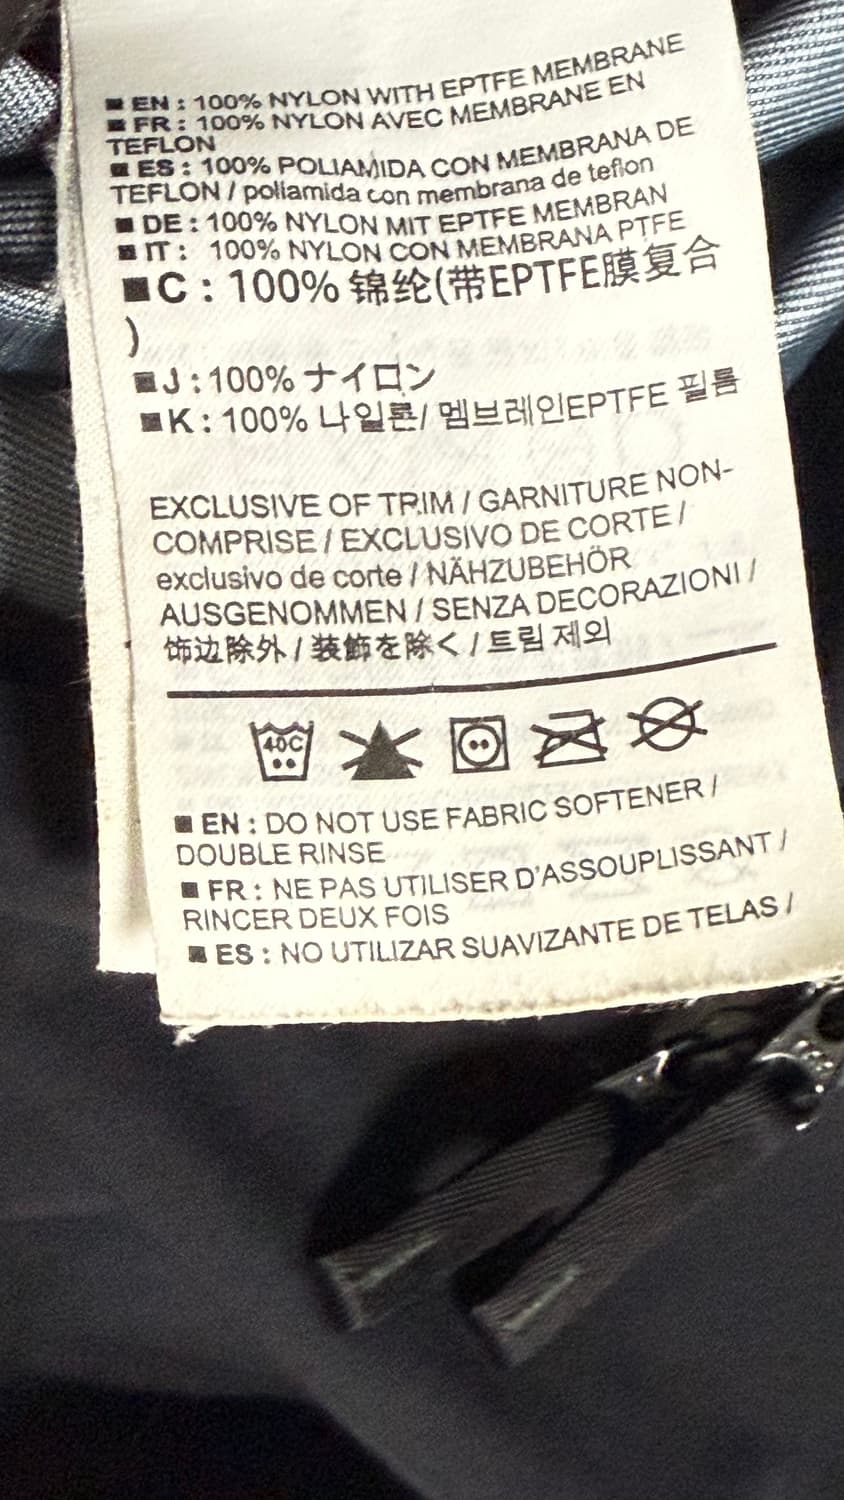 ■ EN : 100% NYLON WITH EPTFE MEMBRANE
■ FR : 100% NYLON AVEC MEMBRANE EN
TEFLON
■ ES : 100% POLIAMIDA CON MEMBRANA DE
TEFLON / poliamida con membrana de teflon
■ DE : 100% NYLON MIT EPTFE MEMBRAN
■ IT : 100% NYLON CON MEMBRANA PTFE
■ C : 100% 锦纶(带EPTFE膜复合
)
■ J : 100% ナイロン
■ K : 100% 나일론/ 멤브레인EPTFE 필름
EXCLUSIVE OF TRIM / GARNITURE NON-
COMPRISE / EXCLUSIVO DE CORTE /
exclusivo de corte / NÄHZUBEHÖR
AUSGENOMMEN / SENZA DECORAZIONI /
饰边除外 / 装飾を除く / 트림 제외
40C
■ EN : DO NOT USE FABRIC SOFTENER /
DOUBLE RINSE
■ FR : NE PAS UTILISER D'ASSOUPLISSANT /
RINCER DEUX FOIS
■ ES : NO UTILIZAR SUAVIZANTE DE TELAS /